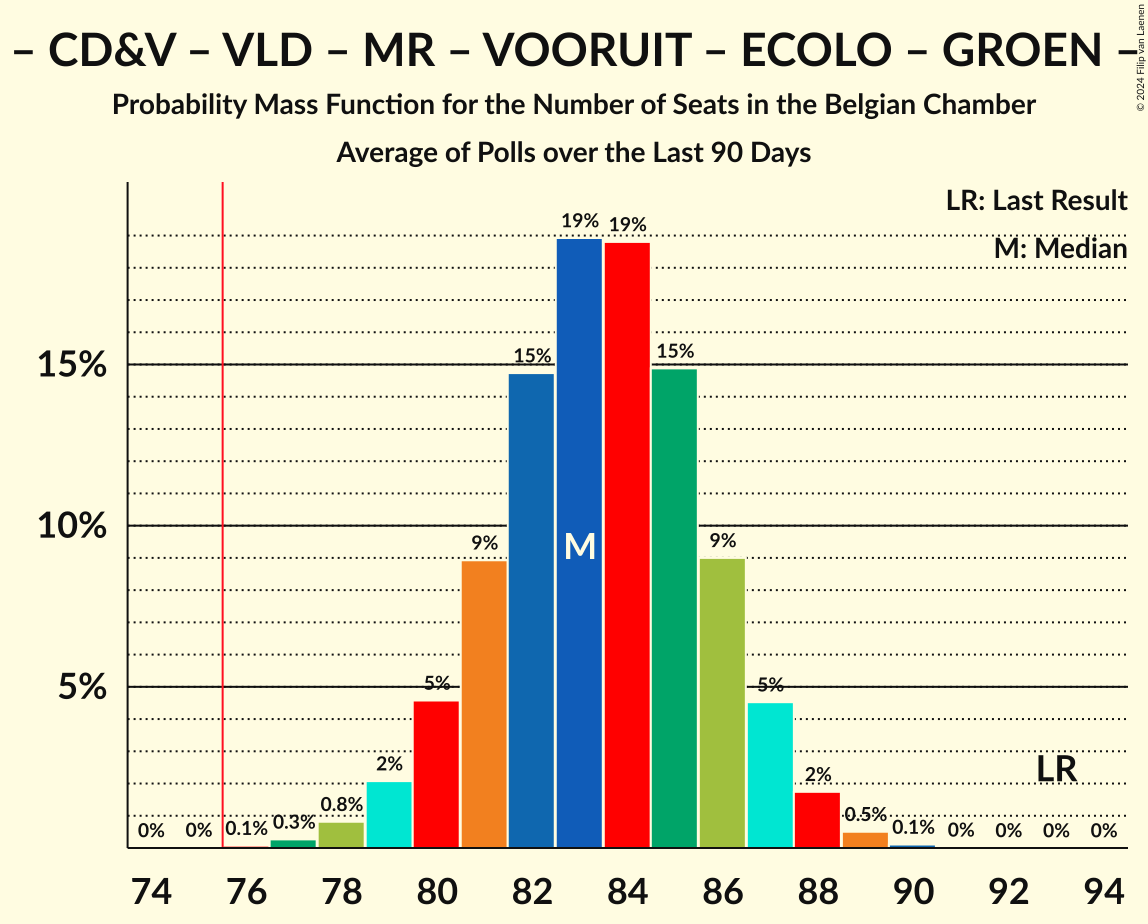 – CD&V – VLD – MR – VOORUIT – ECOLO – GROEN –
Probability Mass Function for the Number of Seats in the Belgian Chamber
Average of Polls over the Last 90 Days
© 2024 Filip van Laenen
LR: Last Result
M: Median
15%
10%
5%
0% 0% 0.1% 0.3% 0.8% 2% 5% 9% 15% 19% 19% 15% 9% 5% 2% 0.5% 0.1% 0% 0% 0% 0%
M
LR
74 76 78 80 82 84 86 88 90 92 94